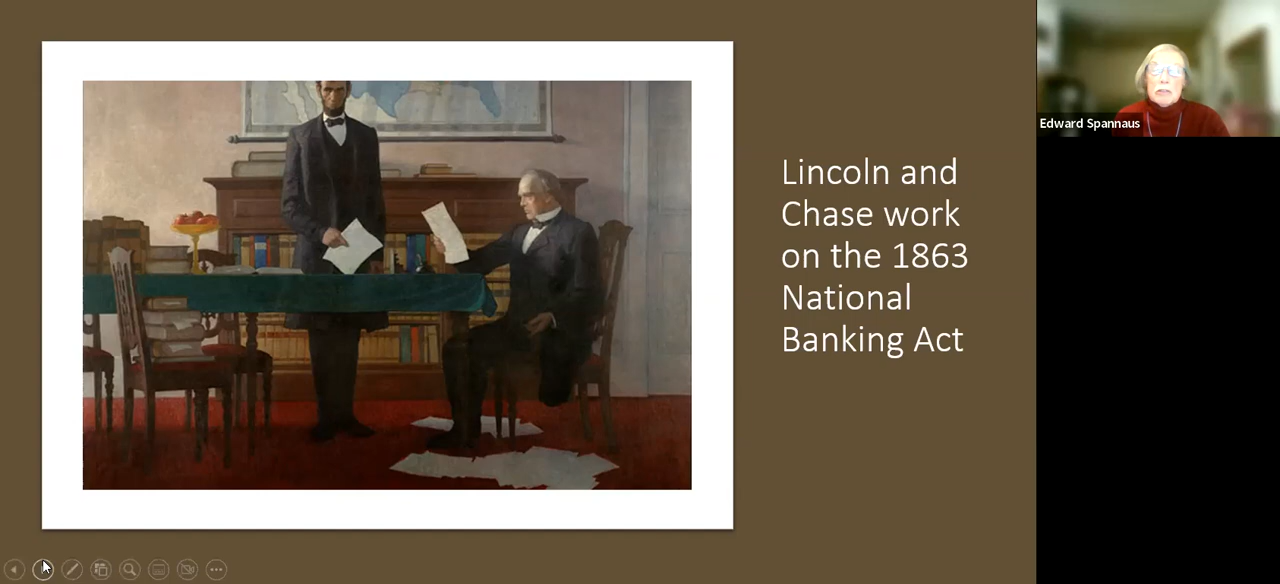 Lincoln and
Chase work
on the 1863
National
Banking Act
Edward Spannaus